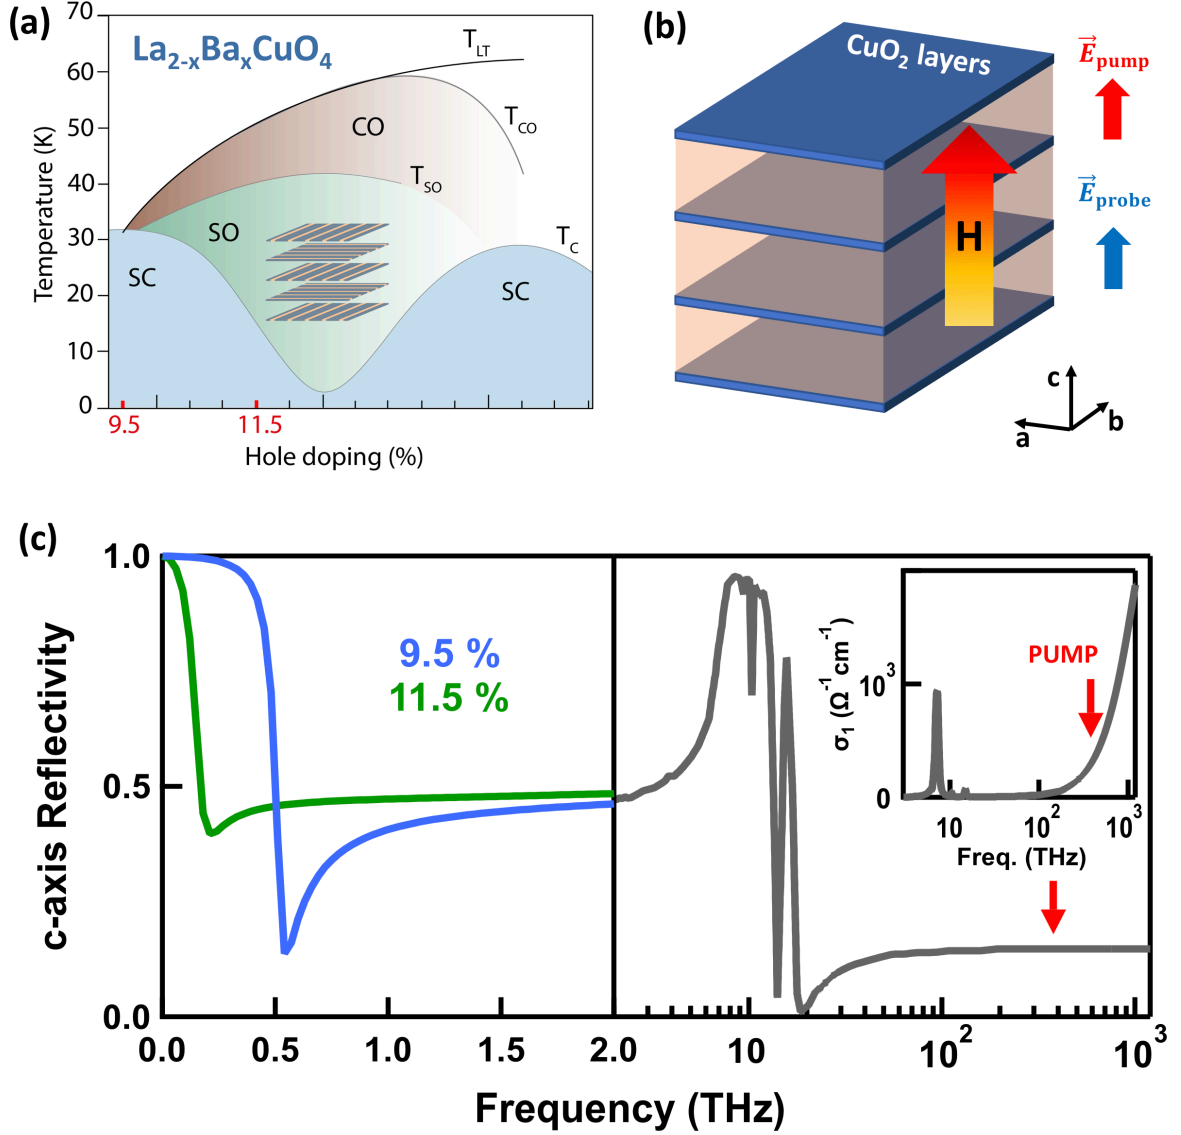 (a)
70
60
50
40
30
20
10
0
Temperature (K)
La2-xBaxCuO4
TLT
CO
TCO
TSO
SO
TC
SC
SC
9.5
11.5
Hole doping (%)
(b)
CuO2 layers
H
E⃗pump
E⃗probe
c
a
b
(c)
1.0
0.5
0.0
c-axis Reflectivity
9.5 %
11.5 %
0.0
0.5
1.0
1.5
2.0
10
10²
10³
Frequency (THz)
PUMP
σ1 (Ω⁻¹cm⁻¹)
10³
0
10
10²
10³
Freq. (THz)